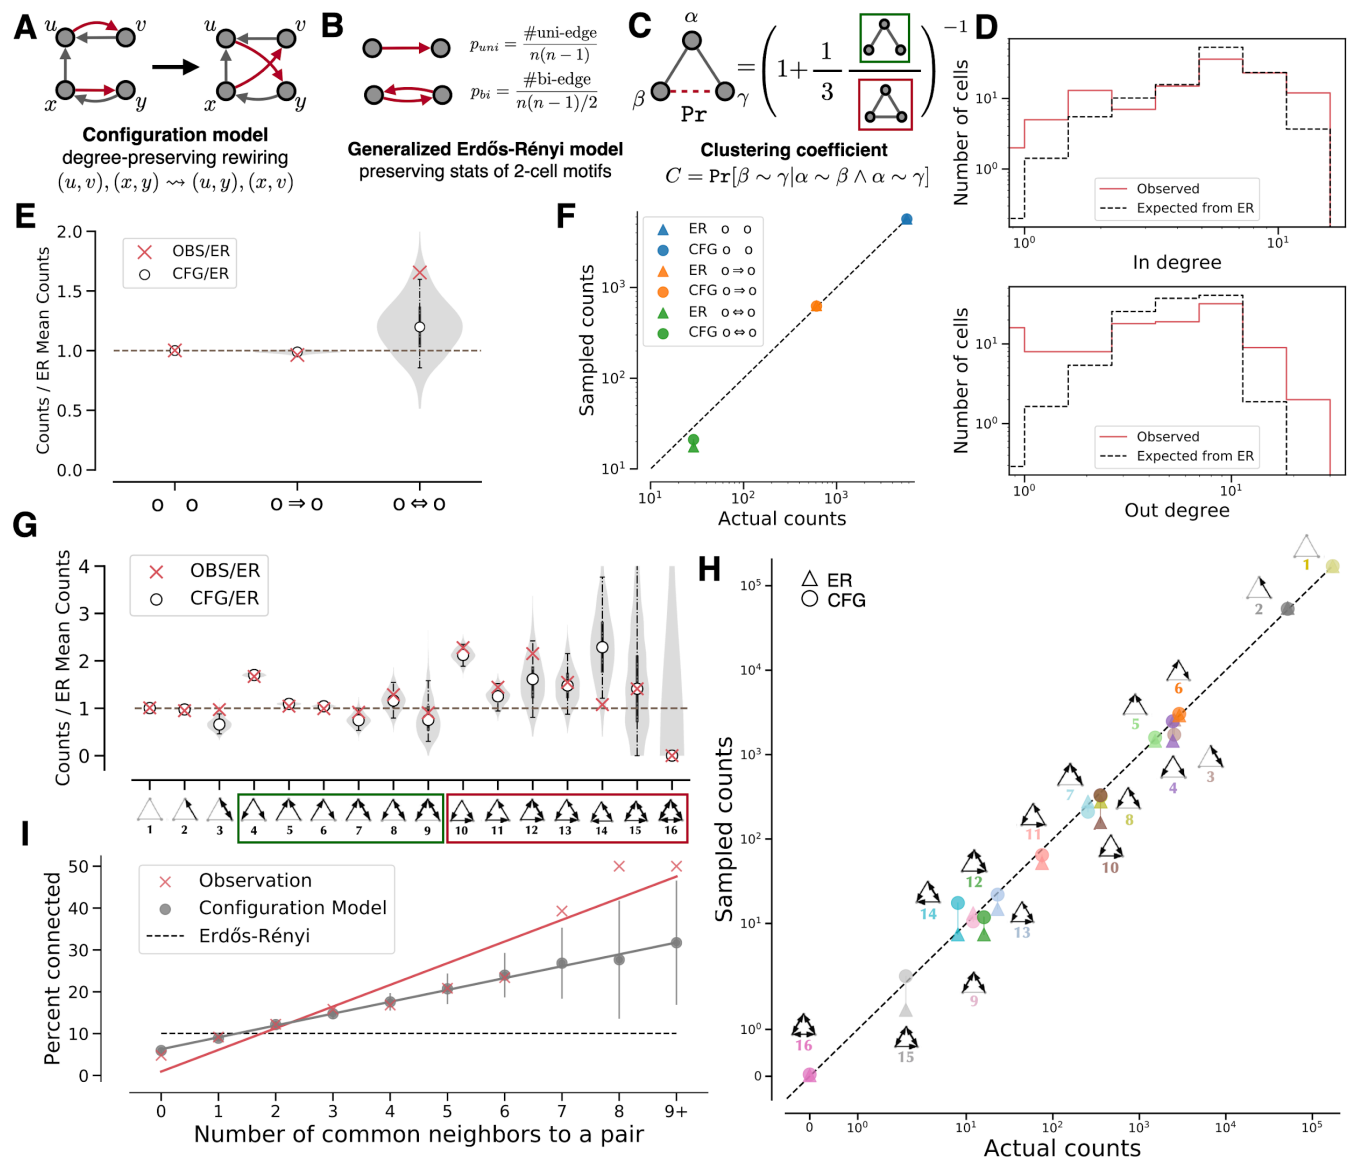 A
u
v
x
y
u
v
x
y
Configuration model
degree-preserving rewiring
(u, v), (x, y) ⇝ (u, y), (x, v)
B
p_uni = #uni-edge / n(n − 1)
p_bi = #bi-edge / n(n − 1)/2
Generalized Erdős-Rényi model
preserving stats of 2-cell motifs
C
α
β
γ
Pr
= ( 1 + 1/3 )
−1
Clustering coefficient
C = Pr[β ∼ γ|α ∼ β ∧ α ∼ γ]
D
Number of cells
10¹
10⁰
Observed
Expected from ER
10⁰
10¹
In degree
Number of cells
10¹
10⁰
Observed
Expected from ER
10⁰
10¹
Out degree
E
Counts / ER Mean Counts
2.0
1.5
1.0
0.5
0.0
OBS/ER
CFG/ER
o o
o⇒o
o⇔o
F
Sampled counts
10³
10²
10¹
ER o o
CFG o o
ER o⇒o
CFG o⇒o
ER o⇔o
CFG o⇔o
10¹
10²
10³
Actual counts
G
Counts / ER Mean Counts
4
3
2
1
0
OBS/ER
CFG/ER
1 2 3 4 5 6 7 8 9 10 11 12 13 14 15 16
H
Sampled counts
10⁵
10⁴
10³
10²
10¹
10⁰
0
ER
CFG
1
2
6
5
3
4
7
8
11
10
12
14
13
9
16
15
0
10⁰
10¹
10²
10³
10⁴
10⁵
Actual counts
I
Percent connected
50
40
30
20
10
0
Observation
Configuration Model
Erdős-Rényi
0 1 2 3 4 5 6 7 8 9+
Number of common neighbors to a pair